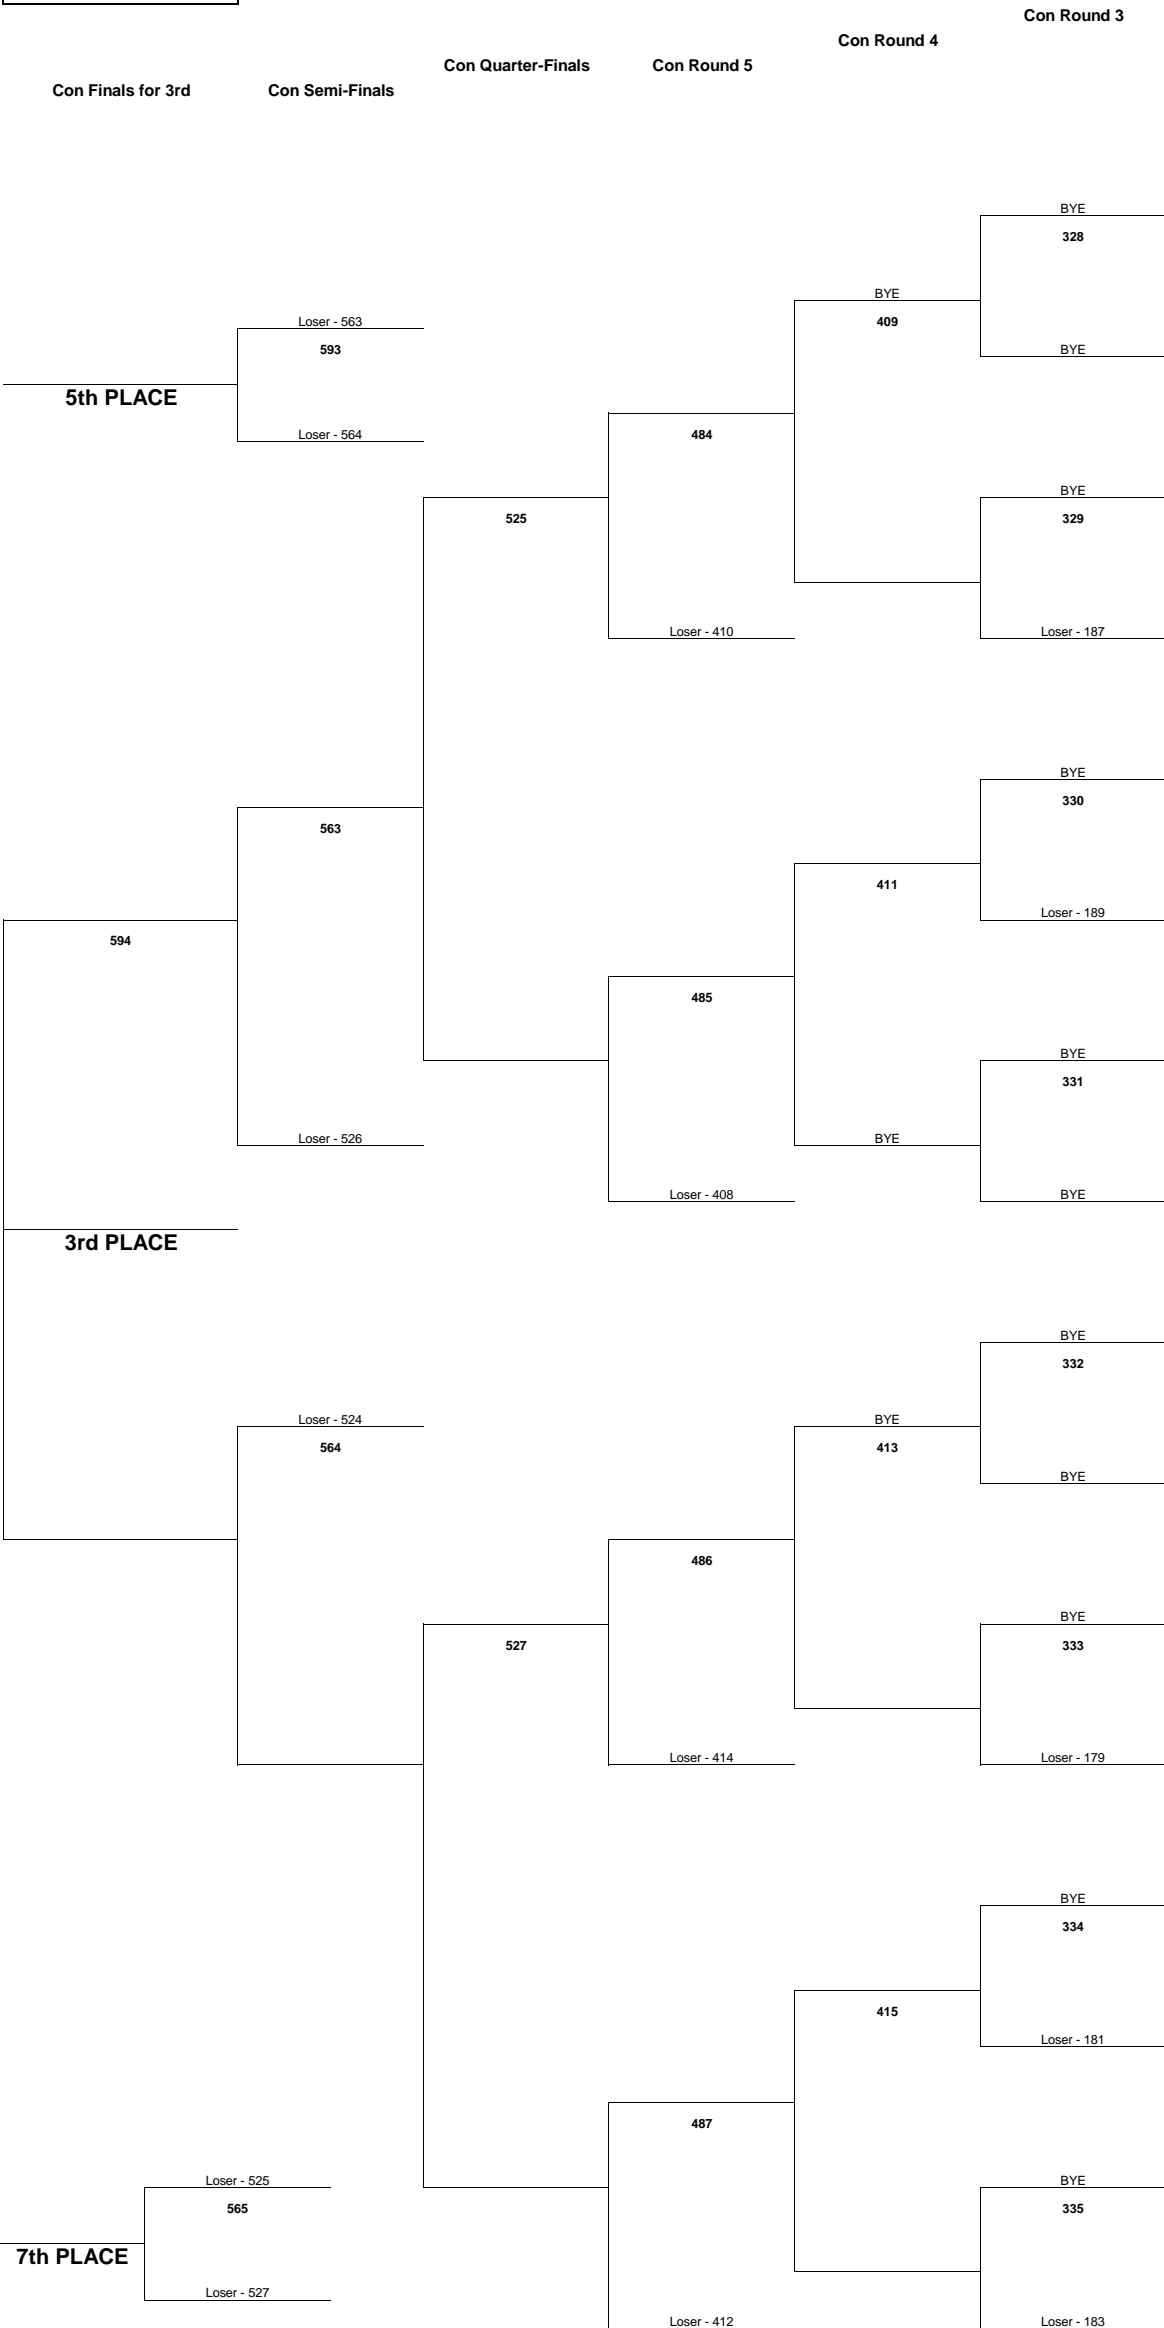 Con Round 3
Con Round 4
Con Quarter-Finals Con Round 5
Con Finals for 3rd Con Semi-Finals
BYE
328
BYE
Loser - 563
409
593
BYE
5th PLACE
Loser - 564
484
BYE
525
329
Loser - 410
Loser - 187
BYE
330
563
411
Loser - 189
594
485
BYE
331
Loser - 526
BYE
Loser - 408
BYE
3rd PLACE
BYE
332
Loser - 524
BYE
564
413
BYE
486
BYE
527
333
Loser - 414
Loser - 179
BYE
334
415
Loser - 181
487
Loser - 525
BYE
565
335
7th PLACE
Loser - 527
Loser - 412
Loser - 183